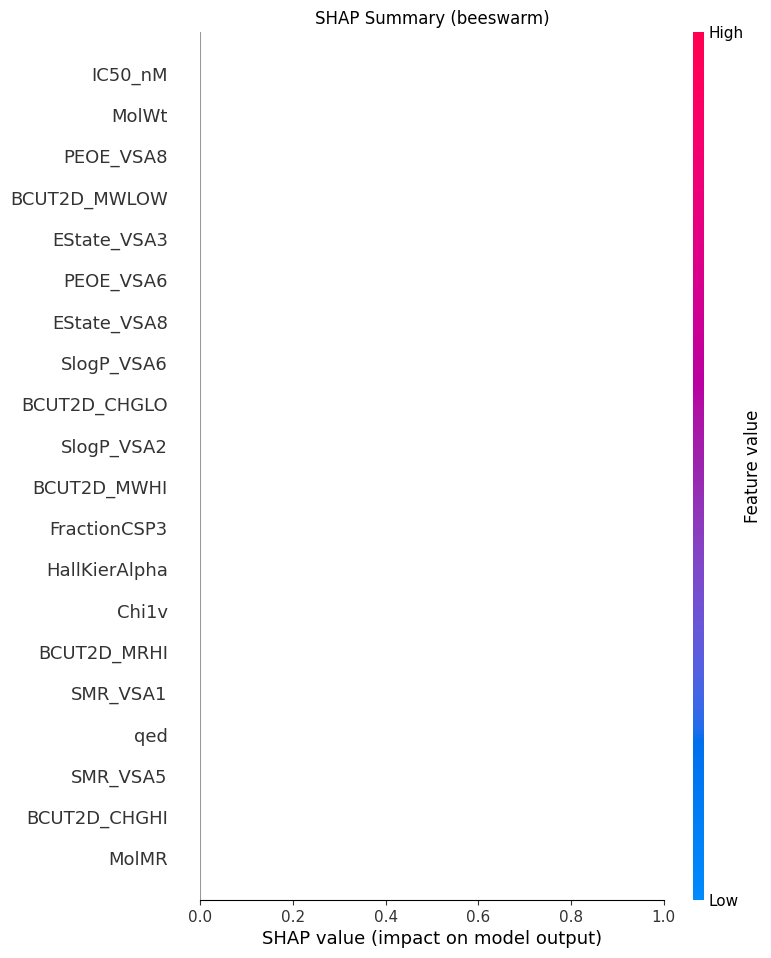 SHAP Summary (beeswarm)
High
IC50_nM
MolWt
PEOE_VSA8
BCUT2D_MWLOW
EState_VSA3
PEOE_VSA6
EState_VSA8
SlogP_VSA6
BCUT2D_CHGLO
SlogP_VSA2
BCUT2D_MWHI
FractionCSP3
HallKierAlpha
Chi1v
BCUT2D_MRHI
SMR_VSA1
qed
SMR_VSA5
BCUT2D_CHGHI
MolMR
Feature value
Low
0.0 0.2 0.4 0.6 0.8 1.0
SHAP value (impact on model output)